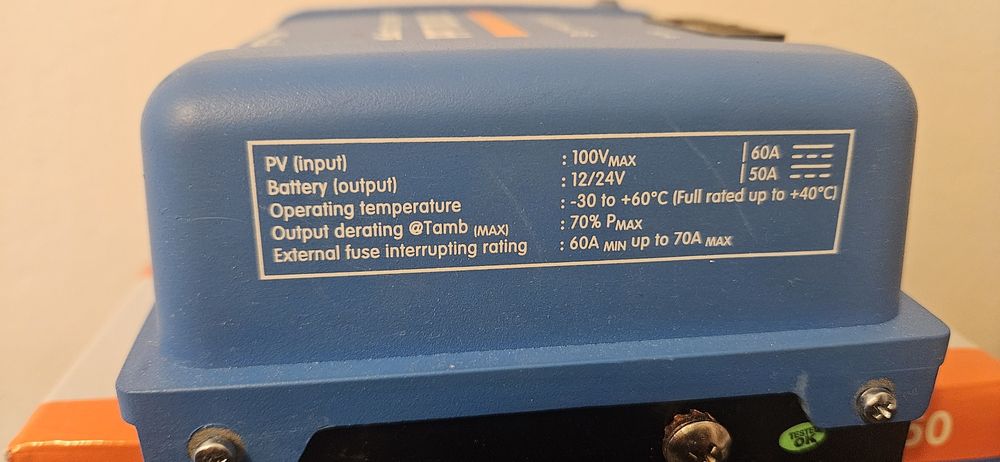 PV (input) : 100VMAX | 60A
Battery (output) : 12/24V | 50A
Operating temperature : -30 to +60°C (Full rated up to +40°C)
Output derating @Tamb (MAX) : 70% PMAX
External fuse interrupting rating : 60A MIN up to 70A MAX
TESTED
OK
50